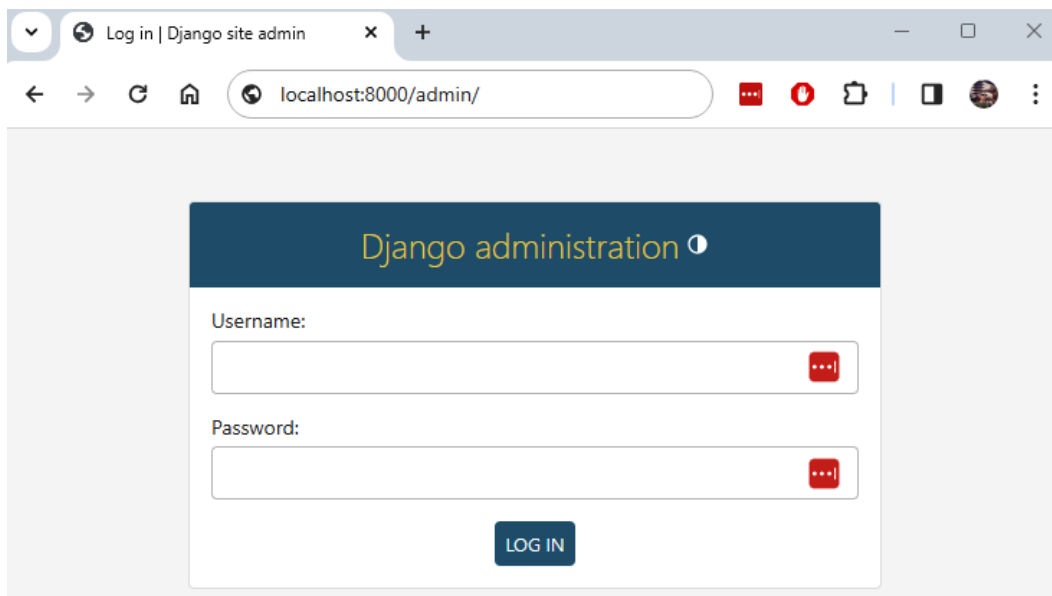 Log in | Django site admin
localhost:8000/admin/
Django administration
Username:
Password:
LOG IN